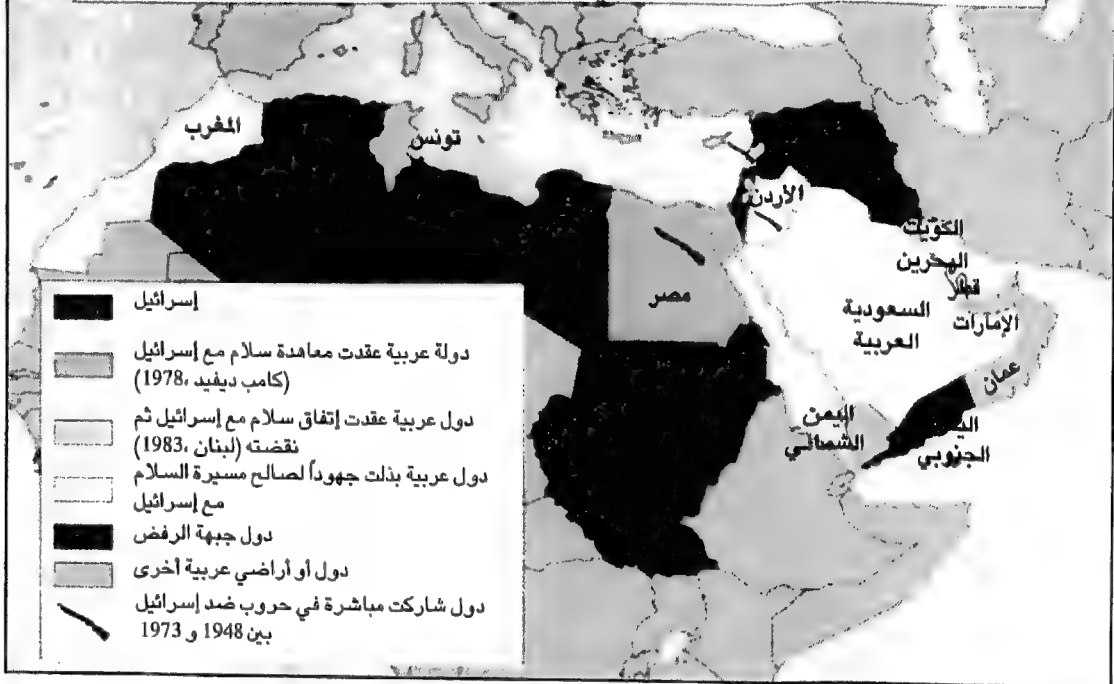 المغرب
تونس
الأردن
الكويت
البحرين
قطر
مصر
السعودية
العربية
الإمارات
عمان
اليمن
الشمالي
الجنوبي
إسرائيل
دولة عربية عقدت معاهدة سلام مع إسرائيل
(كامب ديفيد ،1978)
دول عربية عقدت إتفاق سلام مع إسرائيل ثم
نقضته (لبنان ،1983)
دول عربية بذلت جهوداً لصالح مسيرة السلام
مع إسرائيل
دول جبهة الرفض
دول أو أراضي عربية أخرى
دول شاركت مباشرة في حروب ضد إسرائيل
بين 1948 و 1973